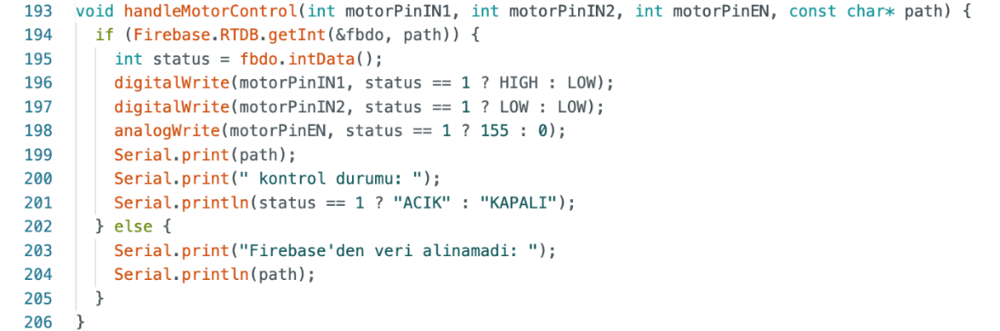 193 void handleMotorControl(int motorPinIN1, int motorPinIN2, int motorPinEN, const char* path) {
194   if (Firebase.RTDB.getInt(&fbdo, path)) {
195     int status = fbdo.intData();
196     digitalWrite(motorPinIN1, status == 1 ? HIGH : LOW);
197     digitalWrite(motorPinIN2, status == 1 ? LOW : LOW);
198     analogWrite(motorPinEN, status == 1 ? 155 : 0);
199     Serial.print(path);
200     Serial.print(" kontrol durumu: ");
201     Serial.println(status == 1 ? "ACIK" : "KAPALI");
202   } else {
203     Serial.print("Firebase'den veri alinamadi: ");
204     Serial.println(path);
205   }
206 }